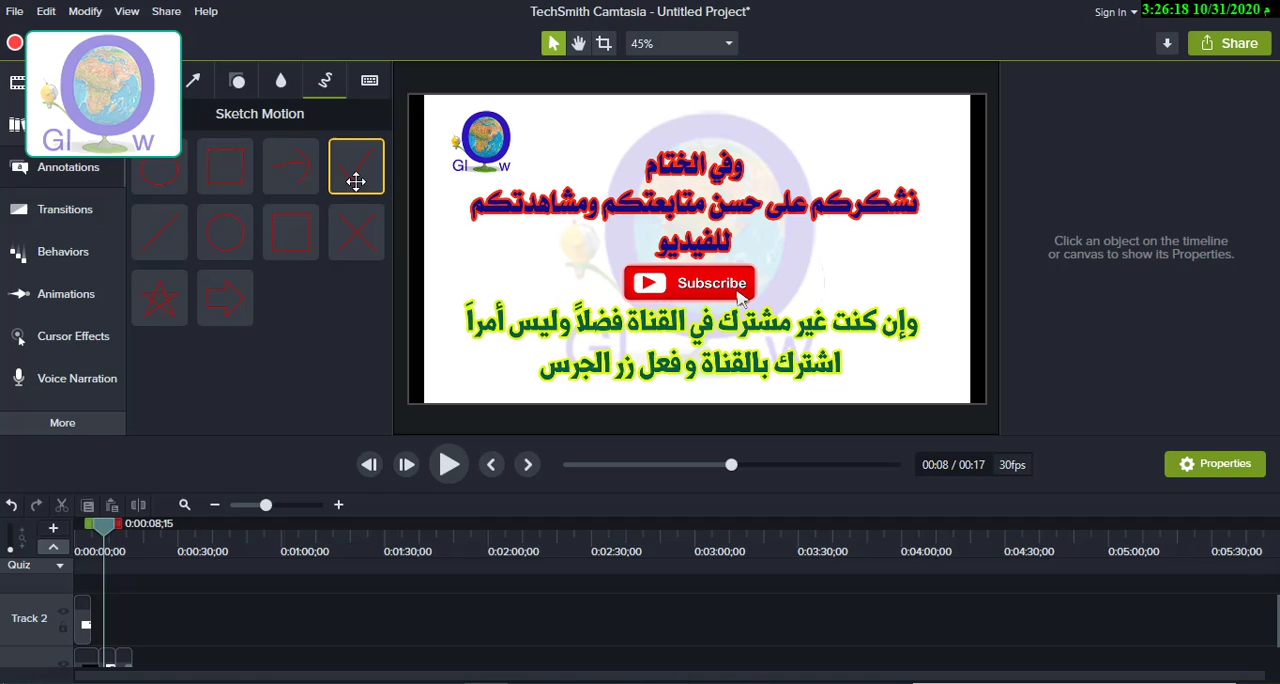 File Edit Modify View Share Help
TechSmith Camtasia - Untitled Project*
Sign In
3:26:18 10/31/2020 م
45%
Share
Gl w
Sketch Motion
Annotations
Transitions
Behaviors
Animations
Cursor Effects
Voice Narration
More
Gl w
وفي الختام
نشكركم على حسن متابعتكم ومشاهدتكم
للفيديو
Subscribe
وإن كنت غير مشترك في القناة فضلاً وليس أمراَ
اشترك بالقناة و فعل زر الجرس
Click an object on the timeline
or canvas to show its Properties.
00:08 / 00:17 30fps
Properties
0:00:08;15
0:00:00;00 0:00:30;00 0:01:00;00 0:01:30;00 0:02:00;00 0:02:30;00 0:03:00;00 0:03:30;00 0:04:00;00 0:04:30;00 0:05:00;00 0:05:30;00
Quiz
Track 2